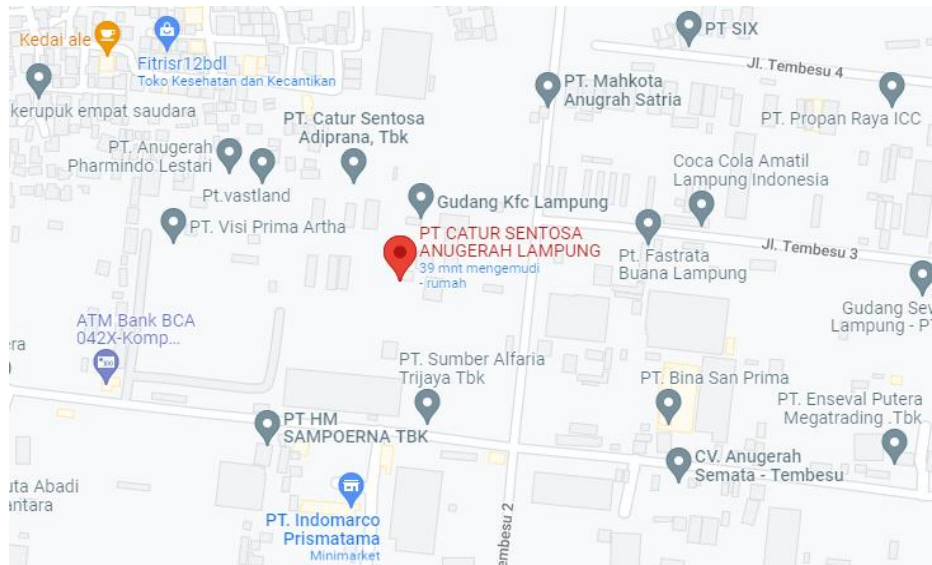 Kedai ale
Fitrisr12bdl
Toko Kesehatan dan Kecantikan
kerupuk empat saudara
PT SIX
Jl. Tembesu 4
PT. Mahkota
Anugrah Satria
PT. Propan Raya ICC
PT. Catur Sentosa
Adiprana, Tbk
PT. Anugerah
Pharmindo Lestari
Pt.vastland
PT. Visi Prima Artha
Gudang Kfc Lampung
Coca Cola Amatil
Lampung Indonesia
PT CATUR SENTOSA
ANUGERAH LAMPUNG
39 mnt mengemudi
- rumah
Pt. Fastrata
Buana Lampung
Jl. Tembesu 3
Gudang Sew
Lampung - PT
ATM Bank BCA
042X-Komp...
era
PT. Sumber Alfaria
Trijaya Tbk
PT. Bina San Prima
PT. Enseval Putera
Megatrading .Tbk
PT HM
SAMPOERNA TBK
CV. Anugerah
Semata - Tembesu
uta Abadi
antara
PT. Indomarco
Prismatama
Minimarket
embesu 2